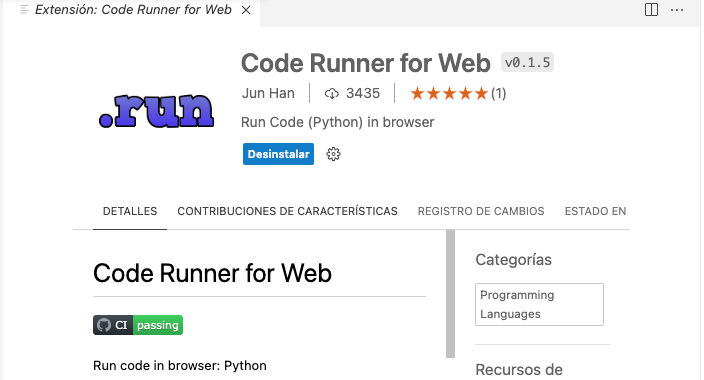 Extensión: Code Runner for Web
Code Runner for Web v0.1.5
Jun Han 3435 (1)
.run
Run Code (Python) in browser
Desinstalar
DETALLES CONTRIBUCIONES DE CARACTERÍSTICAS REGISTRO DE CAMBIOS ESTADO EN
Code Runner for Web
CI passing
Run code in browser: Python
Categorías
Programming
Languages
Recursos de